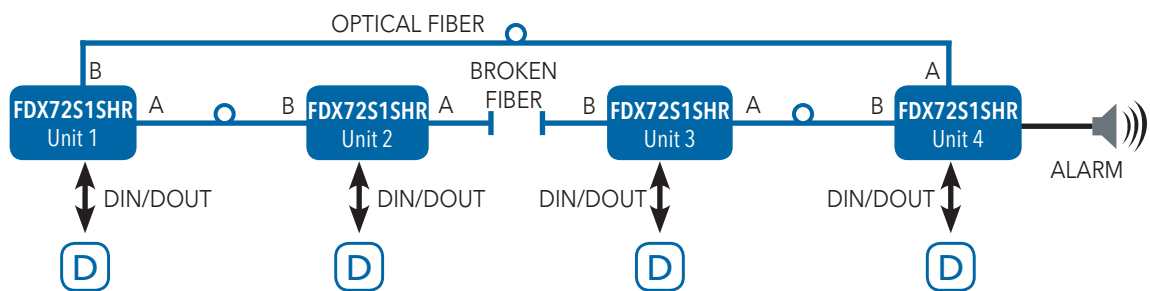 OPTICAL FIBER
B
BROKEN
FIBER
A
FDX72S1SHR
Unit 1
A
B
FDX72S1SHR
Unit 2
A
B
FDX72S1SHR
Unit 3
A
B
FDX72S1SHR
Unit 4
ALARM
DIN/DOUT
DIN/DOUT
DIN/DOUT
DIN/DOUT
D
D
D
D